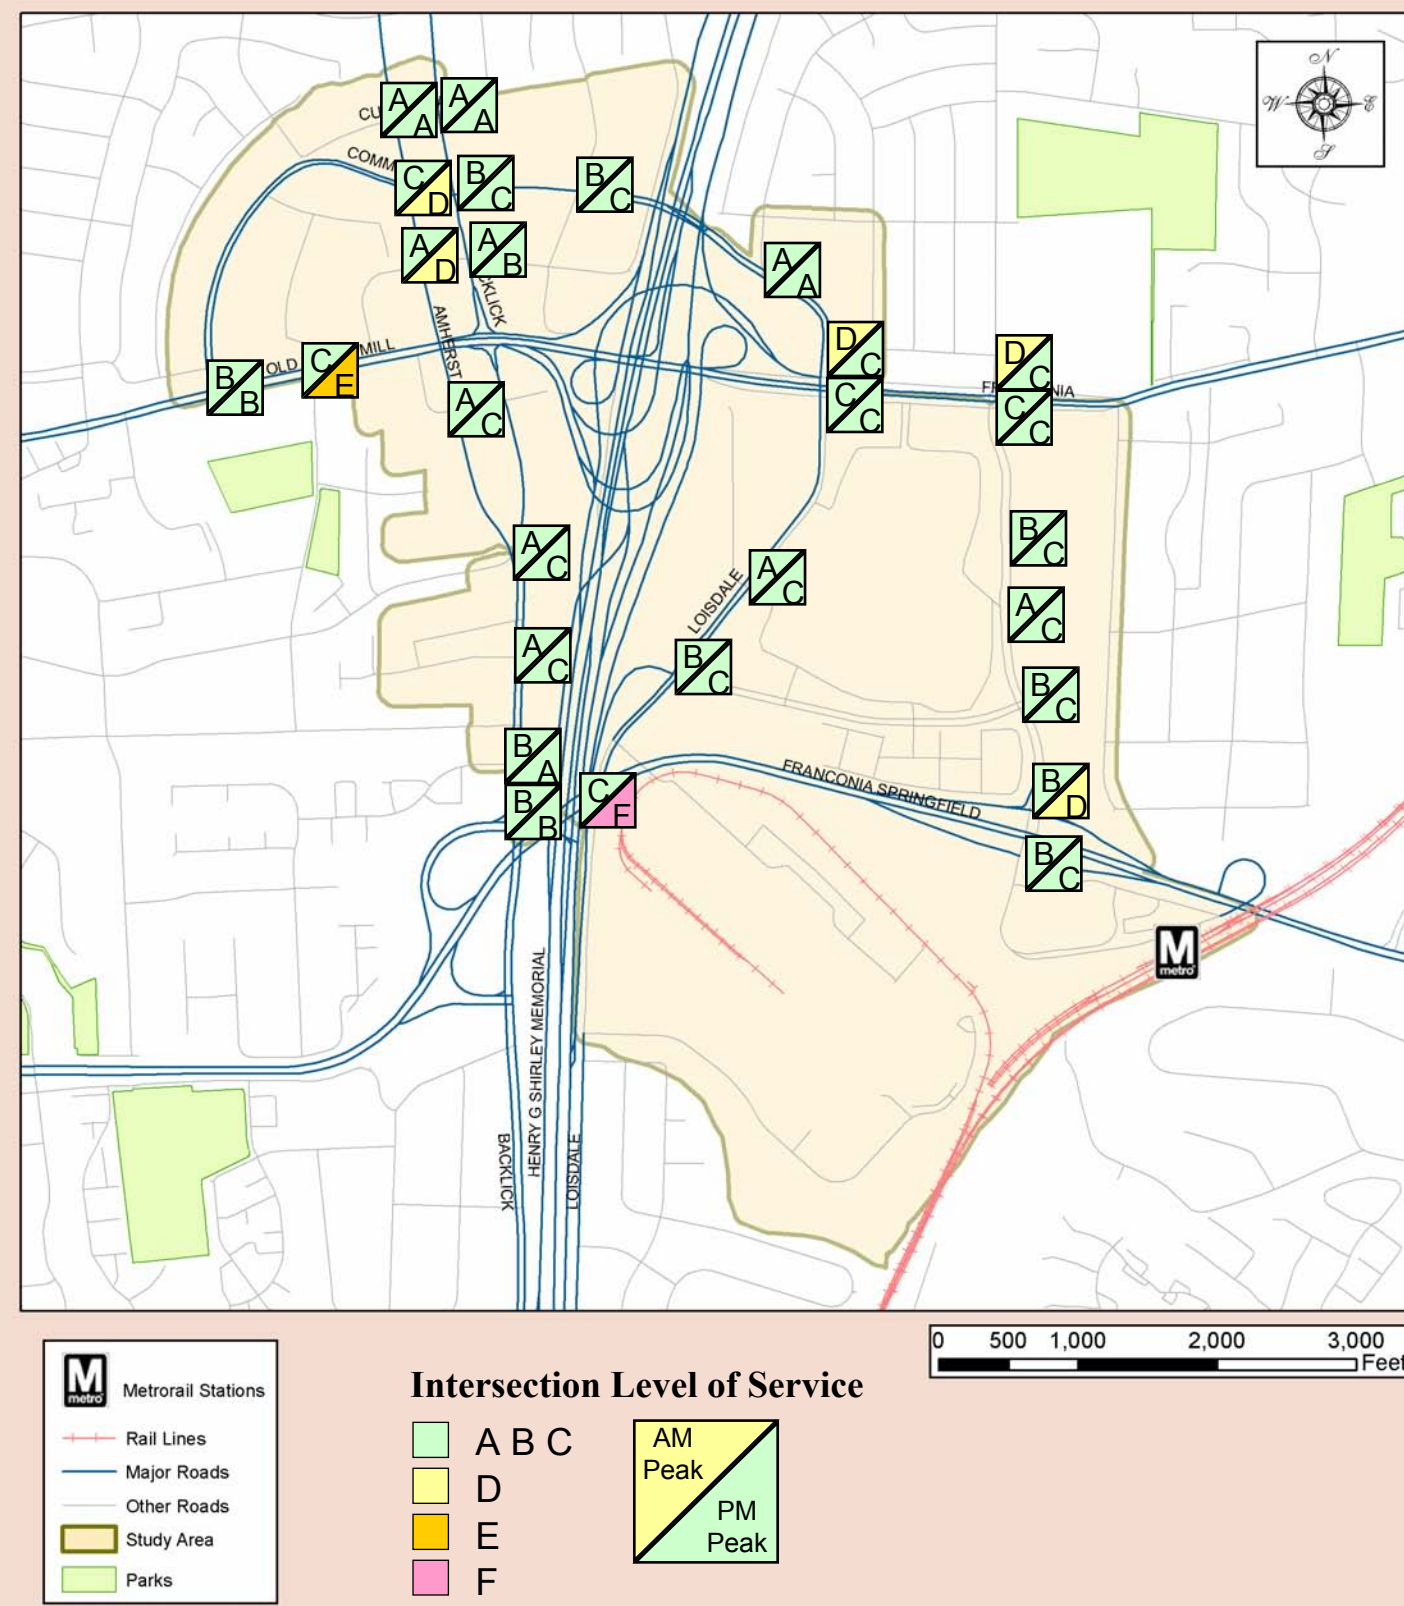 N
W E
S
CU
A A
A A
COMM
C D
B C
B C
A D
A B
A A
CKLICK
AMHERST
D C
D C
OLD
C E
MILL
B B
FR
NIA
C C
C C
A C
A C
B C
A C
LOISDALE
A C
A C
B C
B C
B A
FRANCONIA SPRINGFIELD
B D
C F
B B
B C
M
metro
HENRY G SHIRLEY MEMORIAL
BACKLICK
LOISDALE
0 500 1,000 2,000 3,000
Feet
M
metro
Metrorail Stations
Rail Lines
Major Roads
Other Roads
Study Area
Parks
Intersection Level of Service
A B C
D
E
F
AM
Peak
PM
Peak